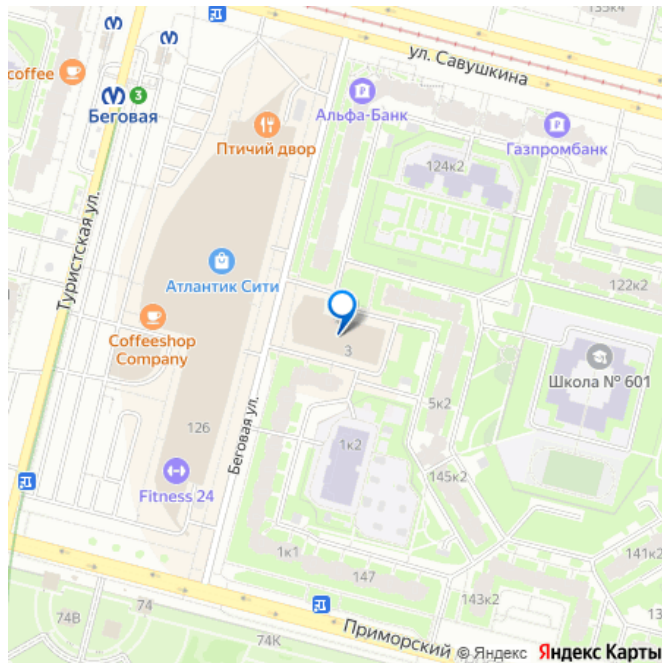 135к4
ул. Савушкина
coffee
3
Беговая
Альфа-Банк
Птичий двор
Газпромбанк
124к2
Туристская ул.
Атлантик Сити
122к2
Coffeeshop
Company
3
Школа № 601
5к2
126
Беговая ул.
1к2
145к2
Fitness 24
1к1
147
141к2
143к2
74В
74
74К
Приморский
© Яндекс Яндекс Карты